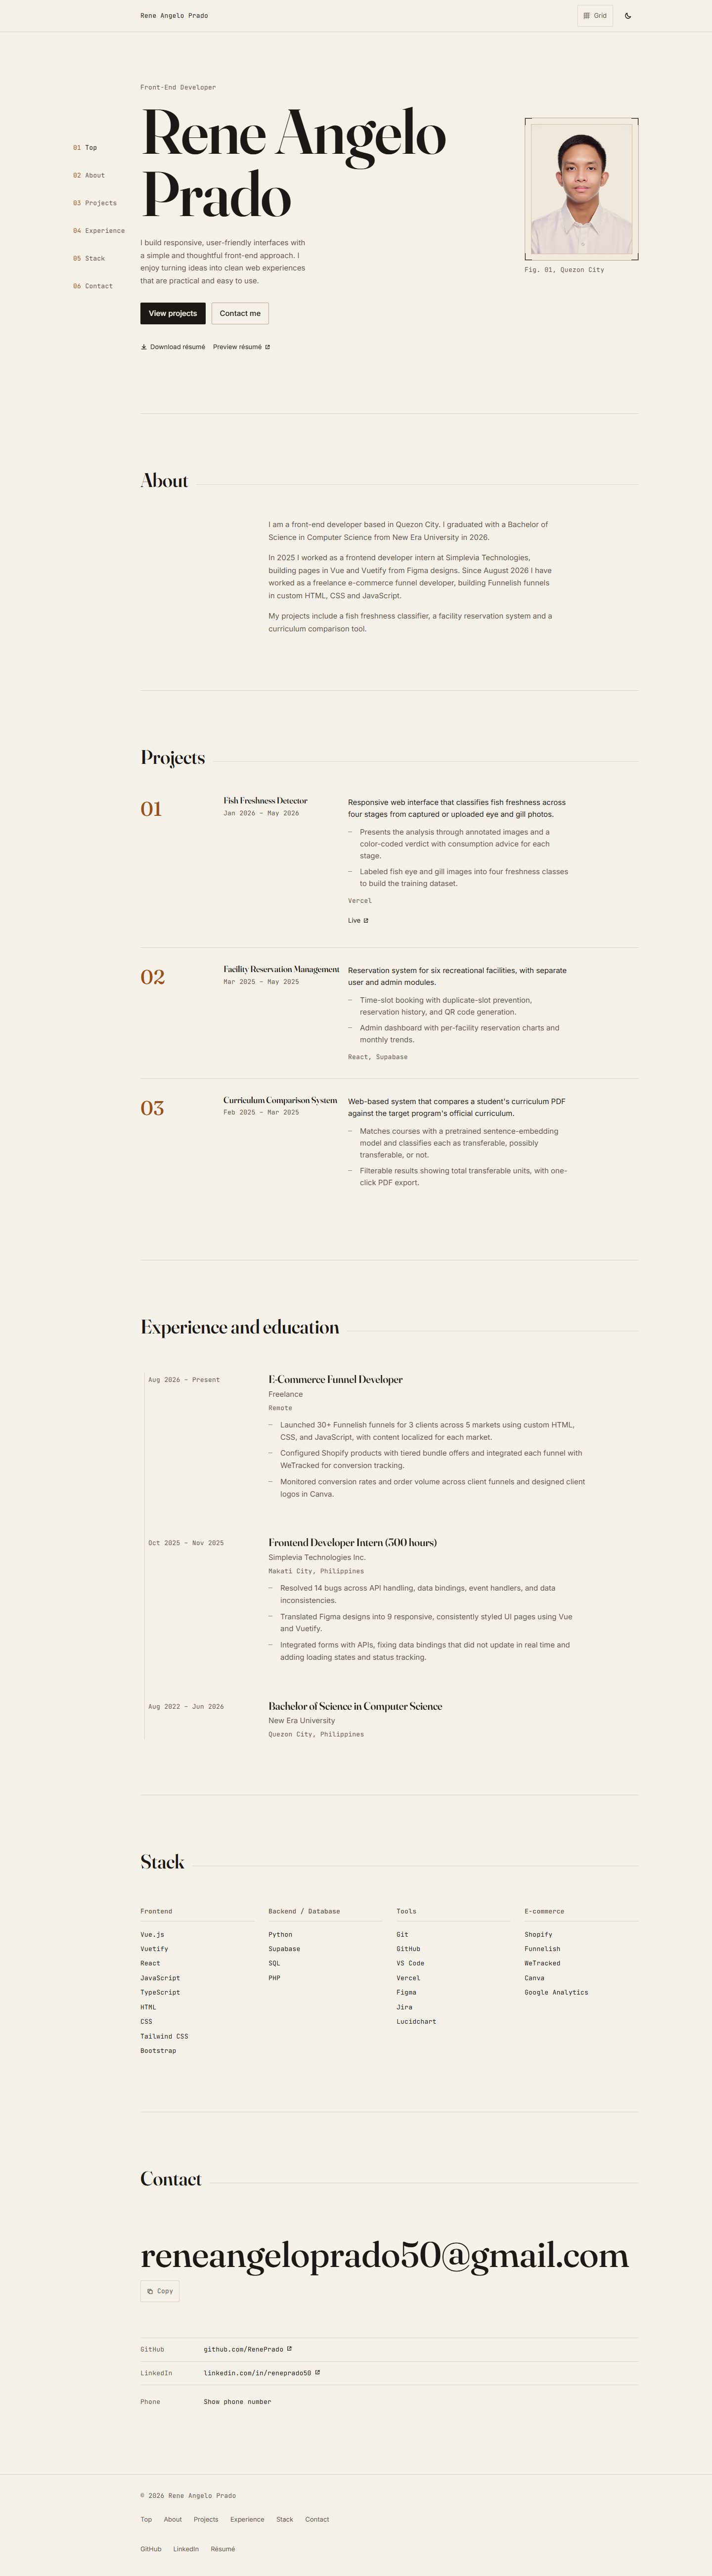 Rene Angelo Prado
Grid
Front-End Developer
Rene Angelo
Prado
01 Top
02 About
03 Projects
04 Experience
05 Stack
06 Contact
I build responsive, user-friendly interfaces with
a simple and thoughtful front-end approach. I
enjoy turning ideas into clean web experiences
that are practical and easy to use.
View projects
Contact me
Download résumé
Preview résumé
Fig. 01, Quezon City
About
I am a front-end developer based in Quezon City. I graduated with a Bachelor of
Science in Computer Science from New Era University in 2026.
In 2025 I worked as a frontend developer intern at Simplevia Technologies,
building pages in Vue and Vuetify from Figma designs. Since August 2026 I have
worked as a freelance e-commerce funnel developer, building Funnelish funnels
in custom HTML, CSS and JavaScript.
My projects include a fish freshness classifier, a facility reservation system and a
curriculum comparison tool.
Projects
01
Fish Freshness Detector
Jan 2026 – May 2026
Responsive web interface that classifies fish freshness across
four stages from captured or uploaded eye and gill photos.
– Presents the analysis through annotated images and a
color-coded verdict with consumption advice for each
stage.
– Labeled fish eye and gill images into four freshness classes
to build the training dataset.
Vercel
Live
02
Facility Reservation Management
Mar 2025 – May 2025
Reservation system for six recreational facilities, with separate
user and admin modules.
– Time-slot booking with duplicate-slot prevention,
reservation history, and QR code generation.
– Admin dashboard with per-facility reservation charts and
monthly trends.
React, Supabase
03
Curriculum Comparison System
Feb 2025 – Mar 2025
Web-based system that compares a student's curriculum PDF
against the target program's official curriculum.
– Matches courses with a pretrained sentence-embedding
model and classifies each as transferable, possibly
transferable, or not.
– Filterable results showing total transferable units, with one-
click PDF export.
Experience and education
Aug 2026 – Present
E-Commerce Funnel Developer
Freelance
Remote
– Launched 30+ Funnelish funnels for 3 clients across 5 markets using custom HTML,
CSS, and JavaScript, with content localized for each market.
– Configured Shopify products with tiered bundle offers and integrated each funnel with
WeTracked for conversion tracking.
– Monitored conversion rates and order volume across client funnels and designed client
logos in Canva.
Oct 2025 – Nov 2025
Frontend Developer Intern (300 hours)
Simplevia Technologies Inc.
Makati City, Philippines
– Resolved 14 bugs across API handling, data bindings, event handlers, and data
inconsistencies.
– Translated Figma designs into 9 responsive, consistently styled UI pages using Vue
and Vuetify.
– Integrated forms with APIs, fixing data bindings that did not update in real time and
adding loading states and status tracking.
Aug 2022 – Jun 2026
Bachelor of Science in Computer Science
New Era University
Quezon City, Philippines
Stack
Frontend
Vue.js
Vuetify
React
JavaScript
TypeScript
HTML
CSS
Tailwind CSS
Bootstrap
Backend / Database
Python
Supabase
SQL
PHP
Tools
Git
GitHub
VS Code
Vercel
Figma
Jira
Lucidchart
E-commerce
Shopify
Funnelish
WeTracked
Canva
Google Analytics
Contact
reneangeloprado50@gmail.com
Copy
GitHub github.com/RenePrado
LinkedIn linkedin.com/in/reneprado50
Phone Show phone number
© 2026 Rene Angelo Prado
Top About Projects Experience Stack Contact
GitHub LinkedIn Résumé